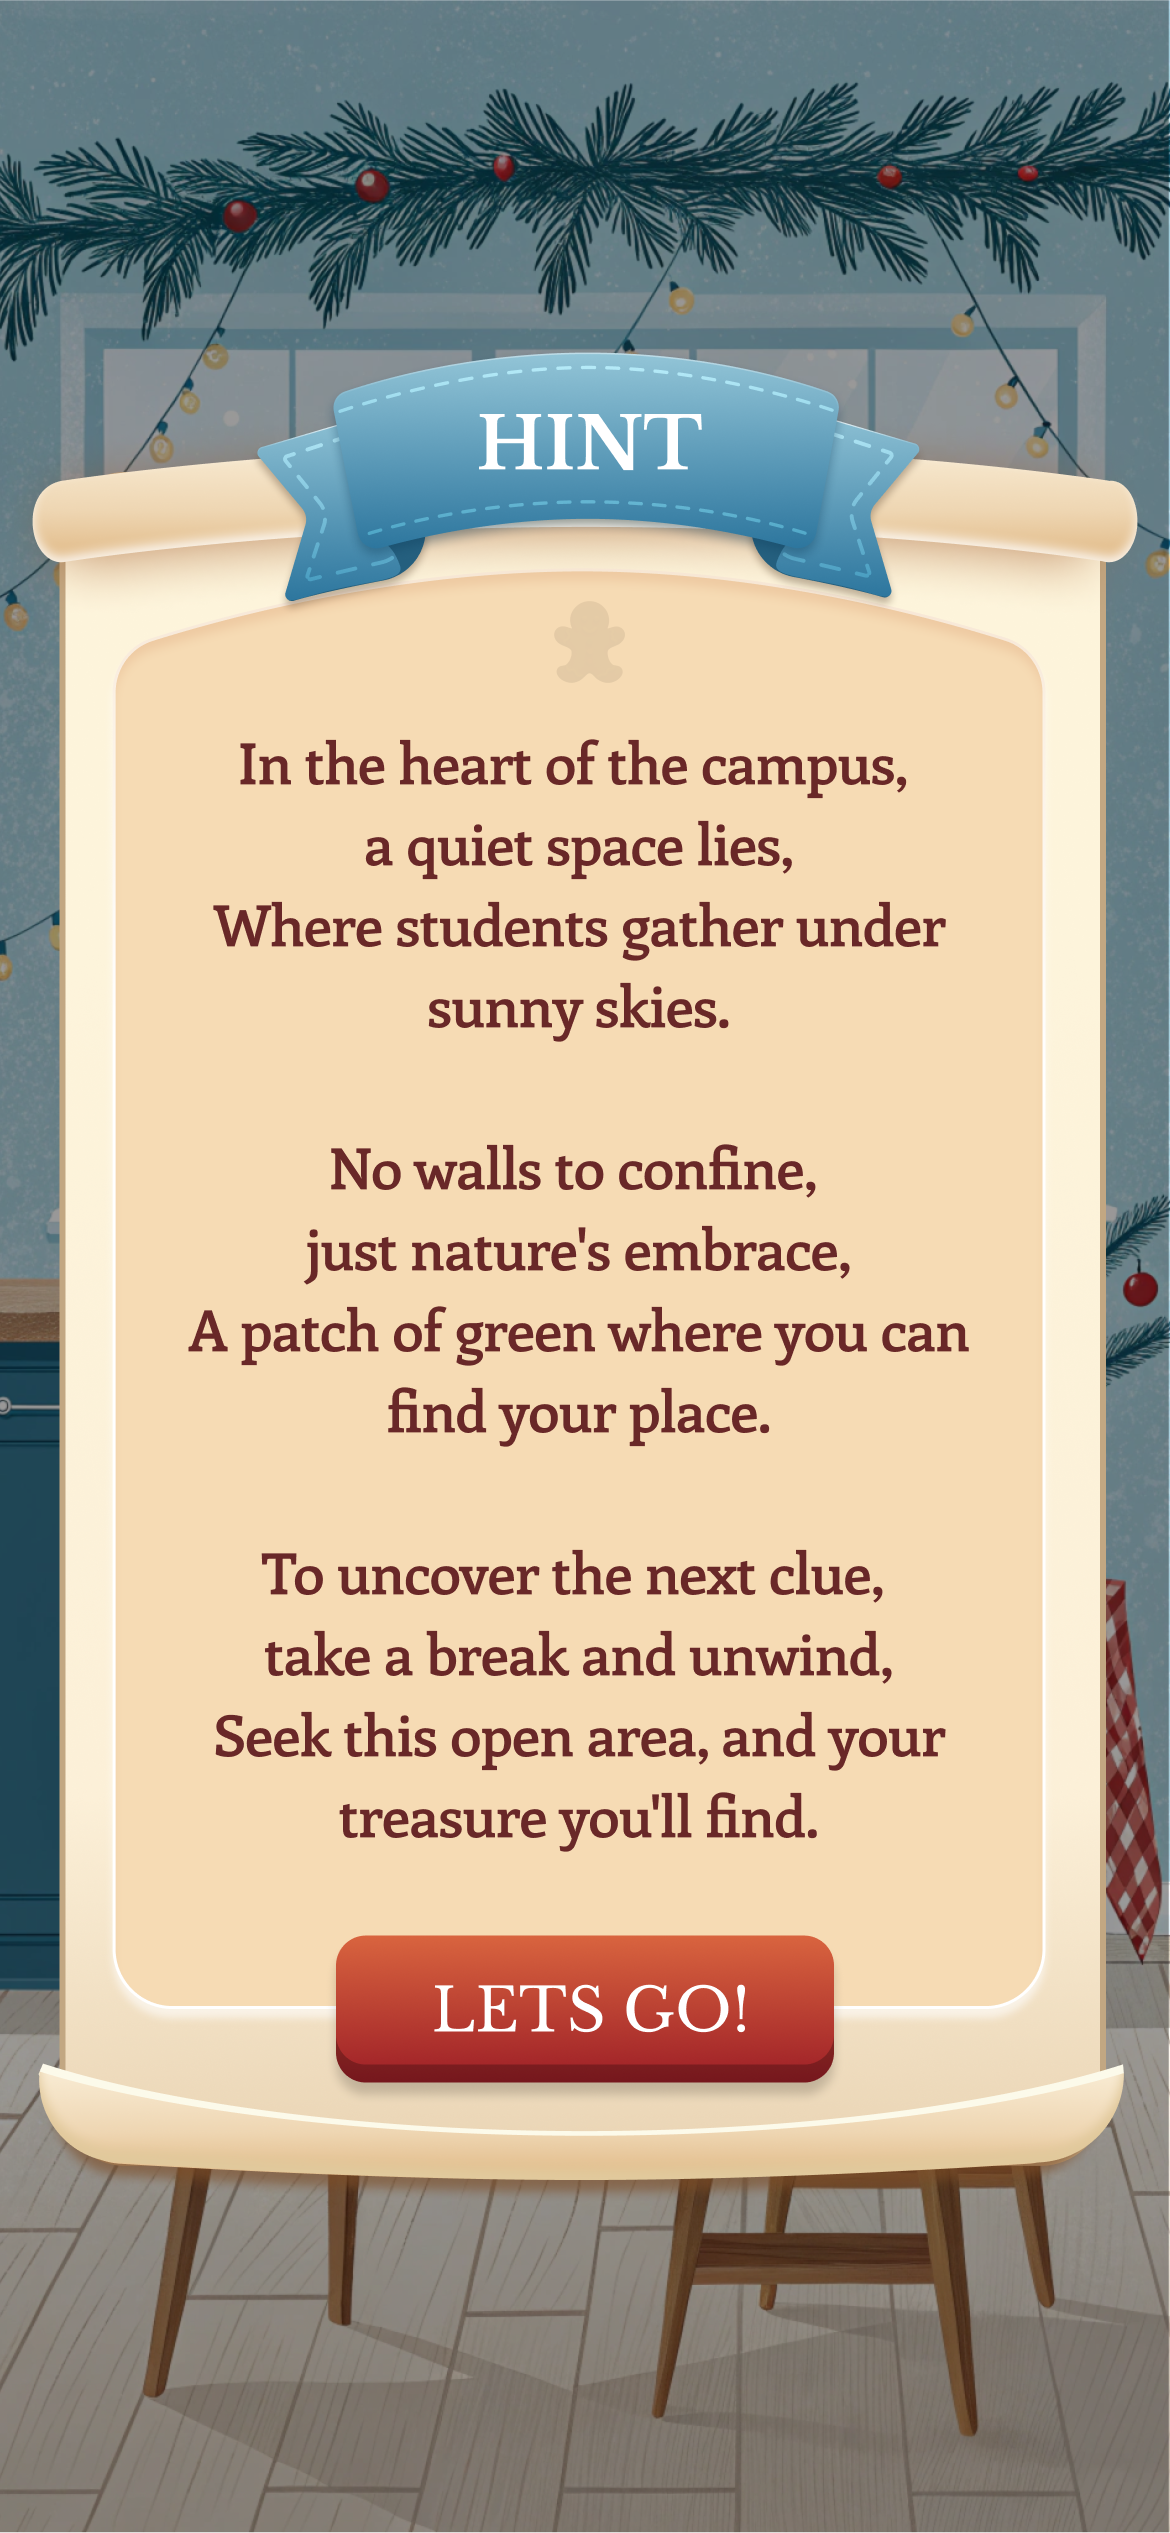 HINT
In the heart of the campus,
a quiet space lies,
Where students gather under
sunny skies.
No walls to confine,
just nature's embrace,
A patch of green where you can
find your place.
To uncover the next clue,
take a break and unwind,
Seek this open area, and your
treasure you'll find.
LETS GO!